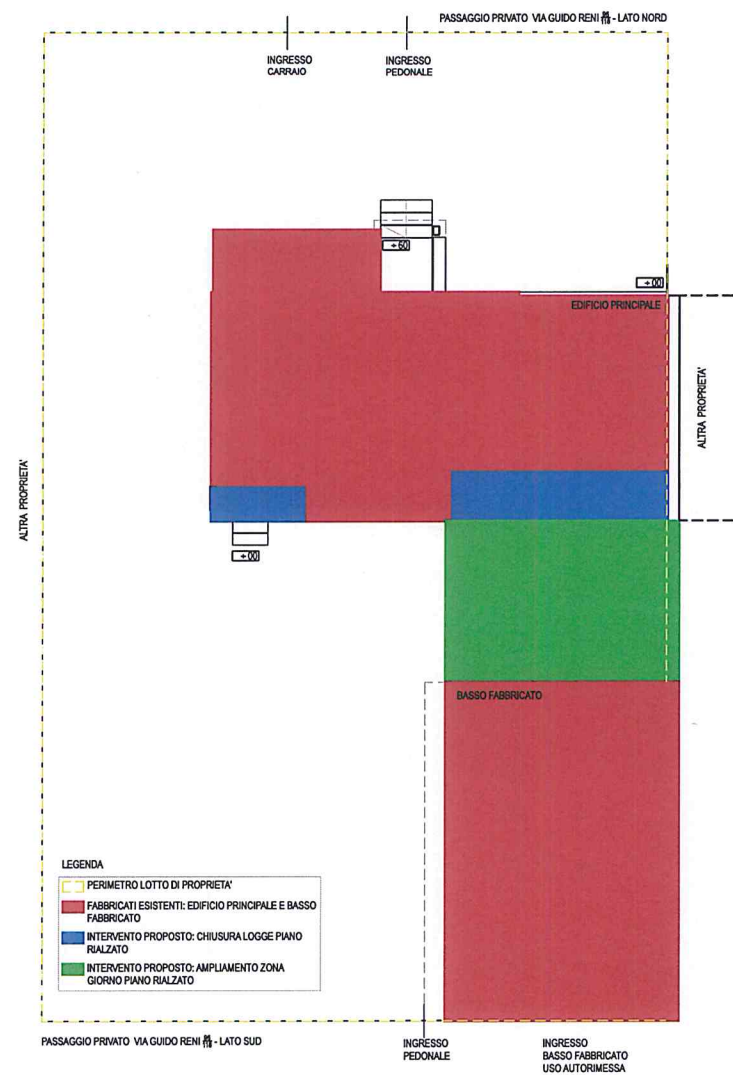 PASSAGGIO PRIVATO VIA GUIDO RENI - LATO NORD
INGRESSO
CARRAIO
INGRESSO
PEDONALE
+60
+00
EDIFICIO PRINCIPALE
ALTRA PROPRIETA'
ALTRA PROPRIETA'
+00
BASSO FABBRICATO
LEGENDA
PERIMETRO LOTTO DI PROPRIETA'
FABBRICATI ESISTENTI: EDIFICIO PRINCIPALE E BASSO
FABBRICATO
INTERVENTO PROPOSTO: CHIUSURA LOGGE PIANO
RIALZATO
INTERVENTO PROPOSTO: AMPLIAMENTO ZONA
GIORNO PIANO RIALZATO
PASSAGGIO PRIVATO VIA GUIDO RENI - LATO SUD
INGRESSO
PEDONALE
INGRESSO
BASSO FABBRICATO
USO AUTORIMESSA